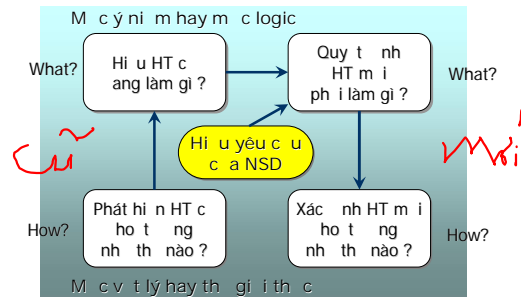 M c ý ni m hay m c logic
What?
Hi u HT c
ang làm gì ?
Quy t nh
HT m i
ph i làm gì ?
What?
Cũ
Hi u yêu c u
c a NSD
Mới
How?
Phát hi n HT c
ho t ng
nh th nào ?
Xác nh HT m i
ho t ng
nh th nào ?
How?
M c v t lý hay th gi i th c